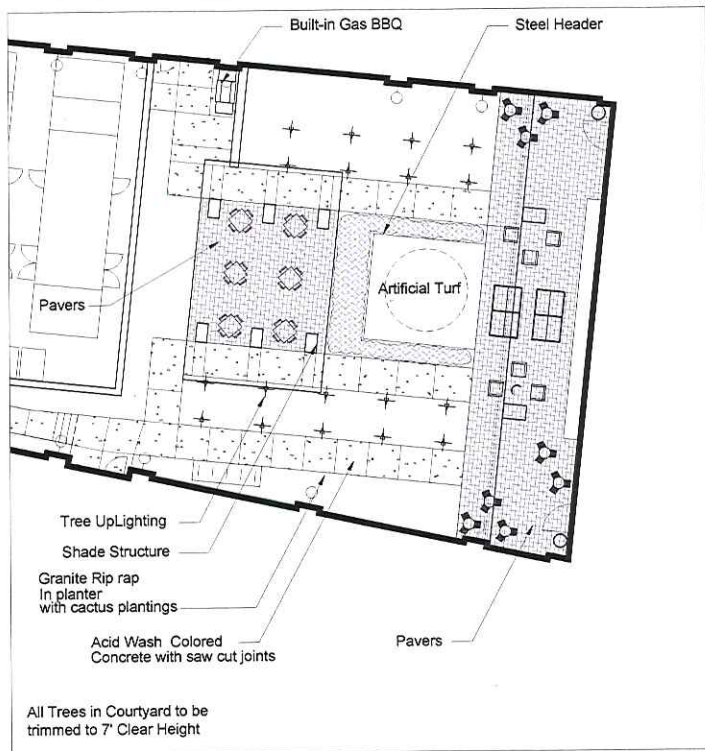 Built-in Gas BBQ
Steel Header
Pavers
Artificial Turf
Tree UpLighting
Shade Structure
Granite Rip rap
In planter
with cactus plantings
Acid Wash Colored
Concrete with saw cut joints
Pavers
All Trees in Courtyard to be
trimmed to 7' Clear Height